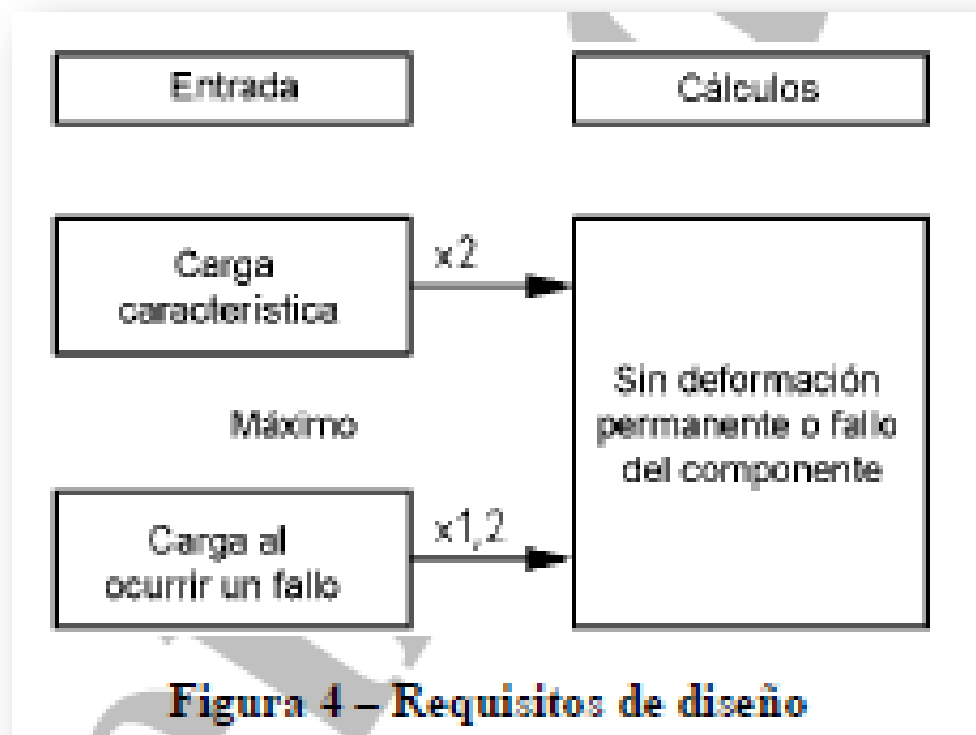 Entrada
Cálculos
Carga
característica
x2
Máximo
Sin deformación
permanente o fallo
del componente
Carga al
ocurrir un fallo
x1,2
Figura 4 – Requisitos de diseño